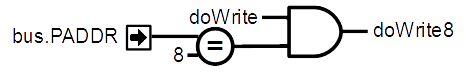 doWrite
doWrite8
bus.PADDR
=
8